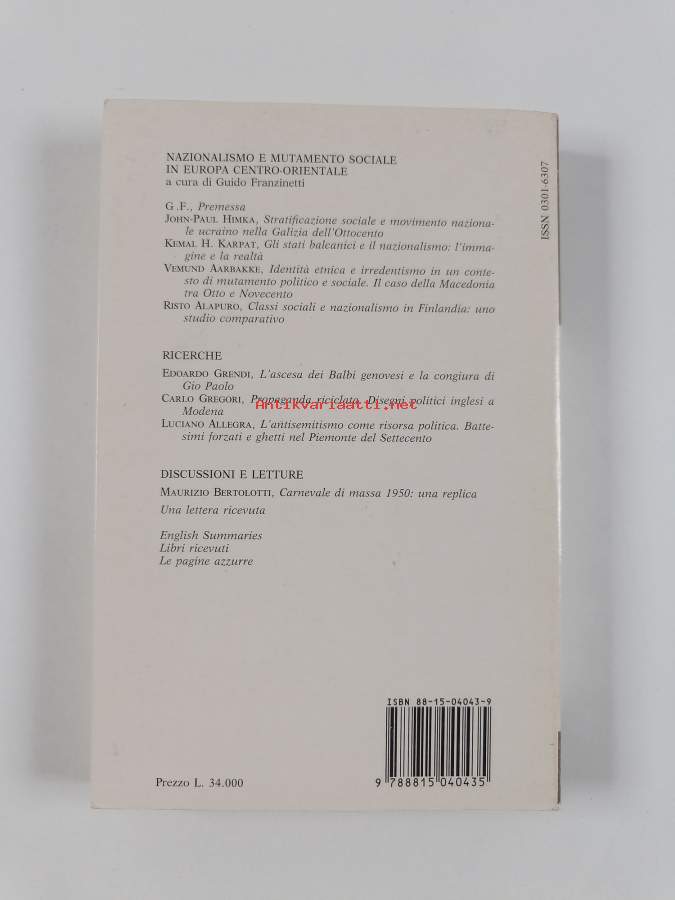 NAZIONALISMO E MUTAMENTO SOCIALE
IN EUROPA CENTRO-ORIENTALE
a cura di Guido Franzinetti
G.F., Premessa
JOHN-PAUL HIMKA, Stratificazione sociale e movimento naziona-
le ucraino nella Galizia dell'Ottocento
KEMAL H. KARPAT, Gli stati balcanici e il nazionalismo: l'imma-
gine e la realtà
VEMUND AARBAKKE, Identità etnica e irredentismo in un conte-
sto di mutamento politico e sociale. Il caso della Macedonia
tra Otto e Novecento
RISTO ALAPURO, Classi sociali e nazionalismo in Finlandia: uno
studio comparativo
RICERCHE
EDOARDO GRENDI, L'ascesa dei Balbi genovesi e la congiura di
Gio Paolo
CARLO GREGORI, Propaganda riciclata. Disegni politici inglesi a
Modena
LUCIANO ALLEGRA, L'antisemitismo come risorsa politica. Batte-
simi forzati e ghetti nel Piemonte del Settecento
DISCUSSIONI E LETTURE
MAURIZIO BERTOLOTTI, Carnevale di massa 1950: una replica
Una lettera ricevuta
English Summaries
Libri ricevuti
Le pagine azzurre
Prezzo L. 34.000
ISBN 88-15-04043-9
9 788815 040435
ISSN 0301-6307
Antikvariaatti.net